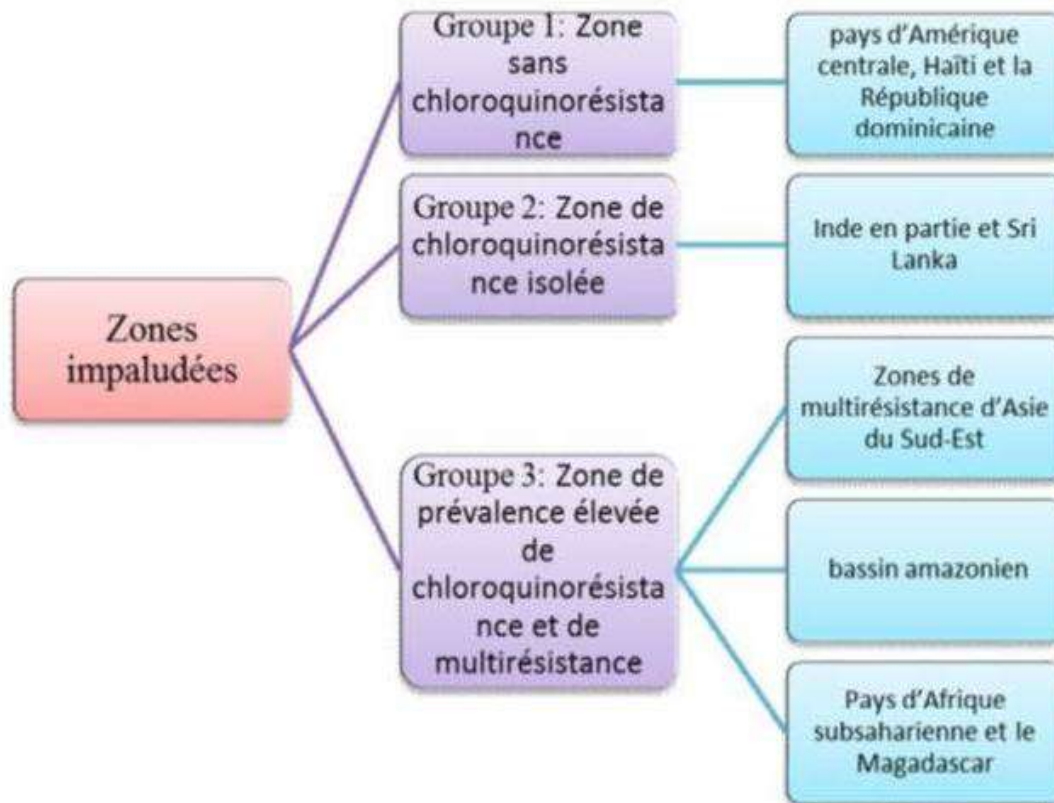 Zones
impaludées
Groupe 1: Zone
sans
chloroquinorésista
nce
pays d'Amérique
centrale, Haïti et la
République
dominicaine
Groupe 2: Zone de
chloroquinorésista
nce isolée
Inde en partie et Sri
Lanka
Groupe 3: Zone de
prévalence élevée
de
chloroquinorésista
nce et de
multirésistance
Zones de
multirésistance d'Asie
du Sud-Est
bassin amazonien
Pays d'Afrique
subsaharienne et le
Magadascar